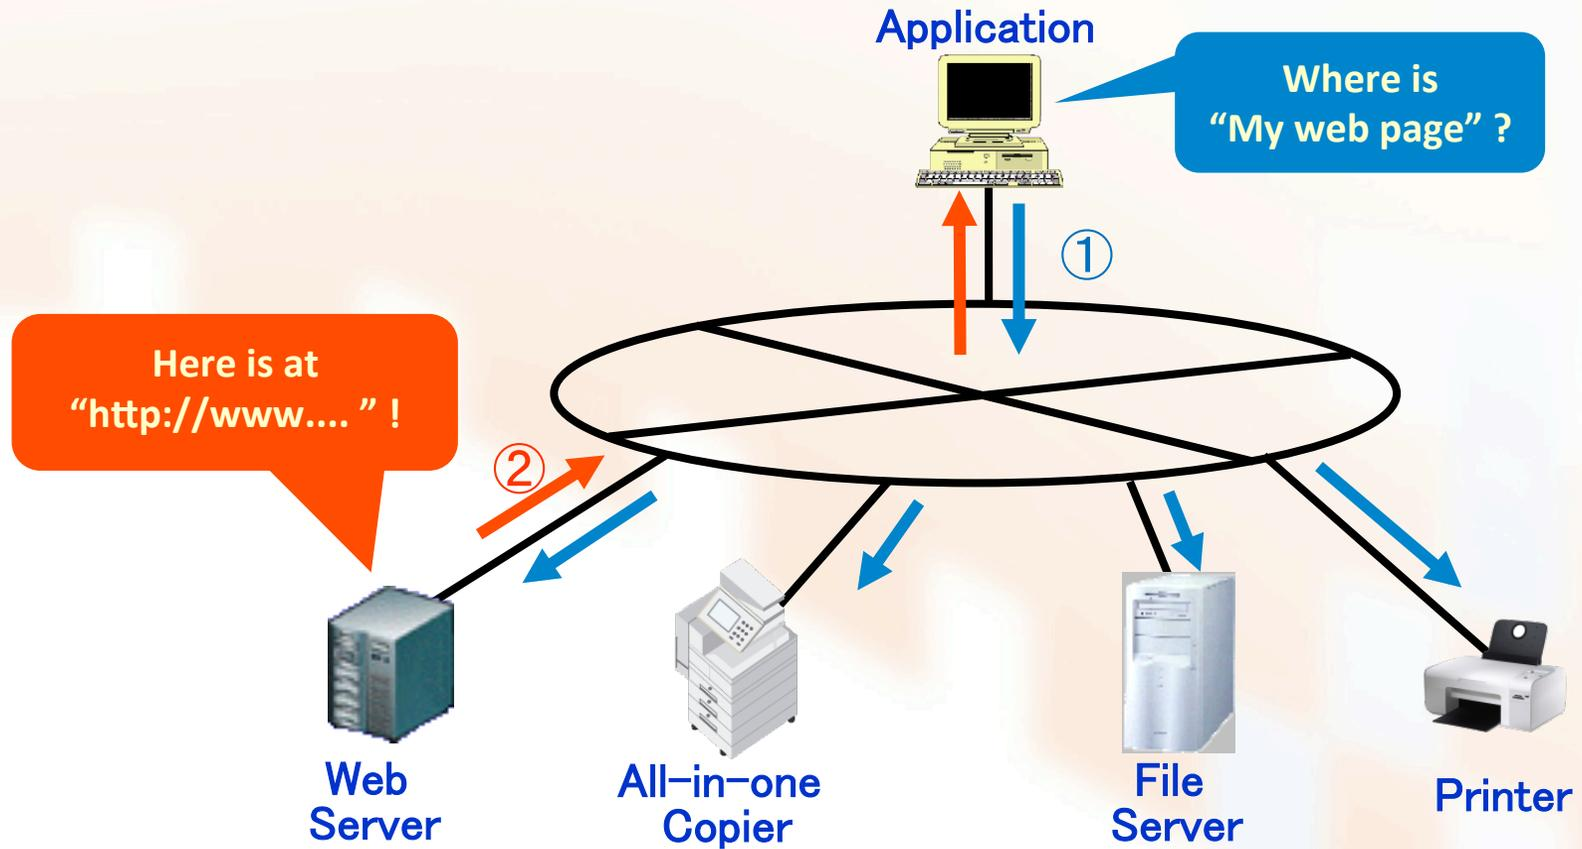 Application
Where is
“My web page” ?
①
Here is at
“http://www.... ” !
②
Web
Server
All-in-one
Copier
File
Server
Printer